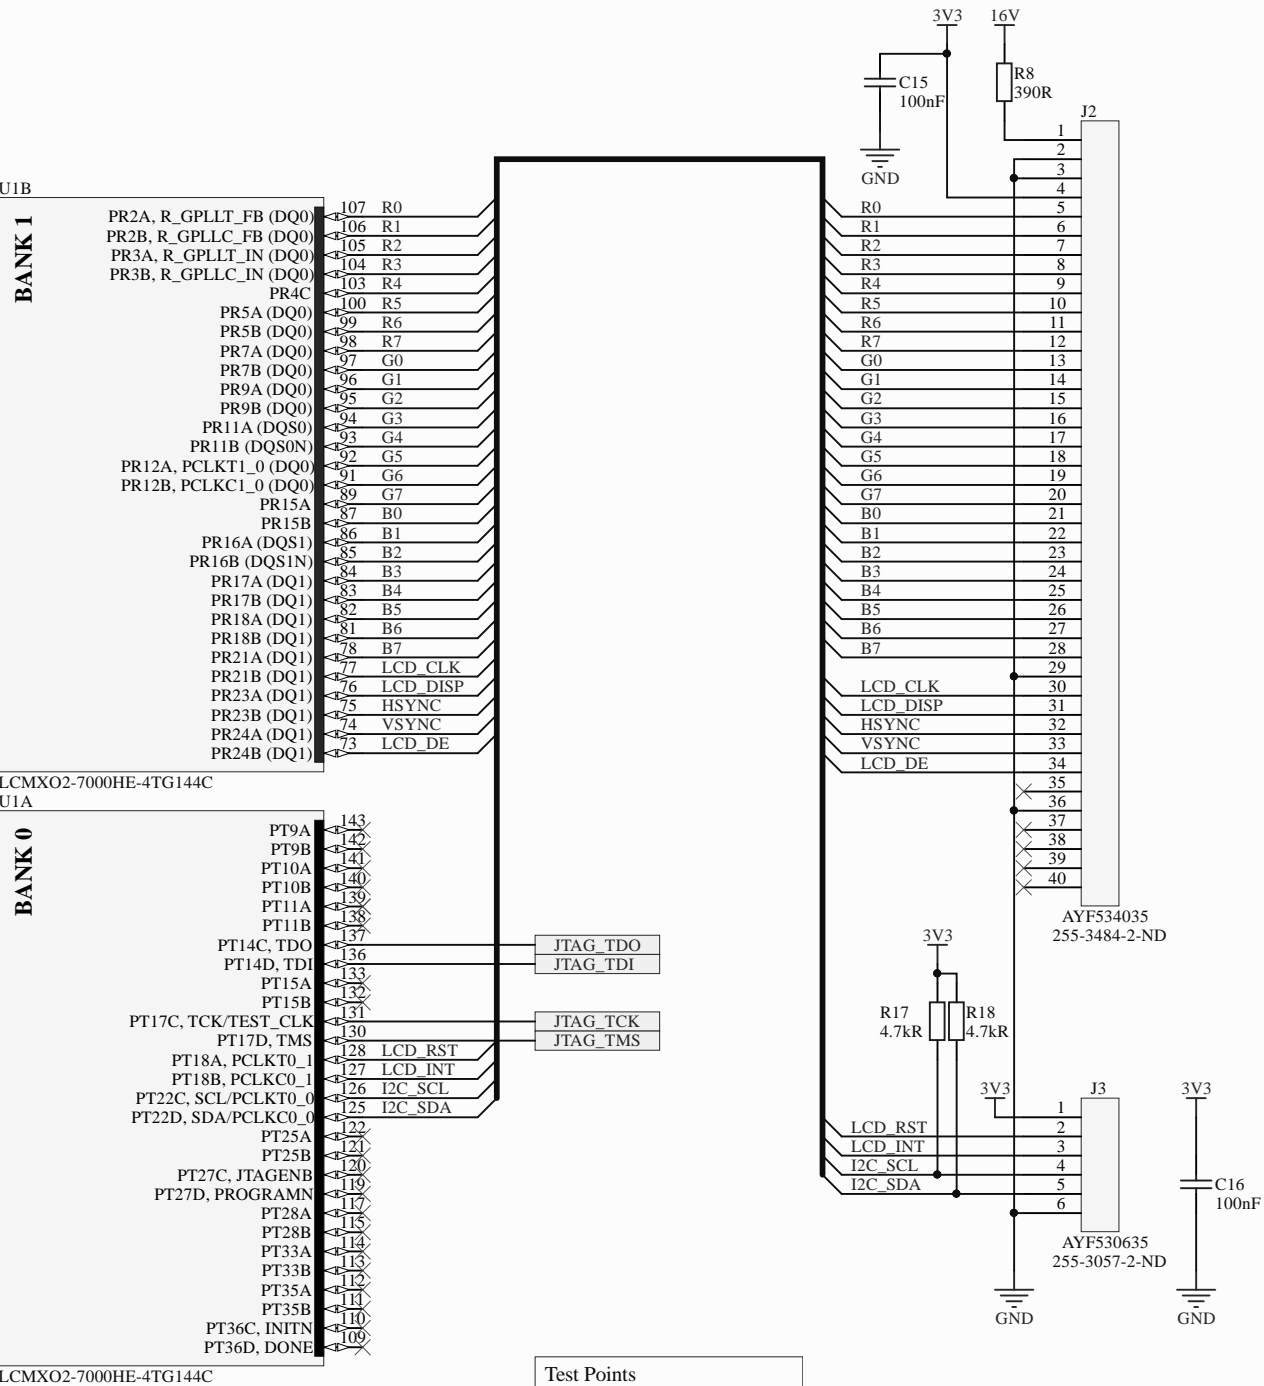 3V3 16V
C15
100nF
R8
390R
GND
J2
1
2
3
4
5
6
7
8
9
10
11
12
13
14
15
16
17
18
19
20
21
22
23
24
25
26
27
28
29
30
31
32
33
34
35
36
37
38
39
40
AYF534035
255-3484-2-ND
U1B
BANK 1
PR2A, R_GPLLT_FB (DQ0) 107 R0
PR2B, R_GPLLC_FB (DQ0) 106 R1
PR3A, R_GPLLT_IN (DQ0) 105 R2
PR3B, R_GPLLC_IN (DQ0) 104 R3
PR4C 103 R4
PR5A (DQ0) 100 R5
PR5B (DQ0) 99 R6
PR7A (DQ0) 98 R7
PR7B (DQ0) 97 G0
PR9A (DQ0) 96 G1
PR9B (DQ0) 95 G2
PR11A (DQS0) 94 G3
PR11B (DQS0N) 93 G4
PR12A, PCLKT1_0 (DQ0) 92 G5
PR12B, PCLKC1_0 (DQ0) 91 G6
PR15A 89 G7
PR15B 87 B0
PR16A (DQS1) 86 B1
PR16B (DQS1N) 85 B2
PR17A (DQ1) 84 B3
PR17B (DQ1) 83 B4
PR18A (DQ1) 82 B5
PR18B (DQ1) 81 B6
PR21A (DQ1) 78 B7
PR21B (DQ1) 77 LCD_CLK
PR23A (DQ1) 76 LCD_DISP
PR23B (DQ1) 75 HSYNC
PR24A (DQ1) 74 VSYNC
PR24B (DQ1) 73 LCD_DE
LCMXO2-7000HE-4TG144C
R0
R1
R2
R3
R4
R5
R6
R7
G0
G1
G2
G3
G4
G5
G6
G7
B0
B1
B2
B3
B4
B5
B6
B7
LCD_CLK
LCD_DISP
HSYNC
VSYNC
LCD_DE
U1A
BANK 0
PT9A 143
PT9B 142
PT10A 141
PT10B 140
PT11A 139
PT11B 138
PT14C, TDO 137 JTAG_TDO
PT14D, TDI 136 JTAG_TDI
PT15A 133
PT15B 132
PT17C, TCK/TEST_CLK 131 JTAG_TCK
PT17D, TMS 130 JTAG_TMS
PT18A, PCLKT0_1 128 LCD_RST
PT18B, PCLKC0_1 127 LCD_INT
PT22C, SCL/PCLKT0_0 126 I2C_SCL
PT22D, SDA/PCLKC0_0 125 I2C_SDA
PT25A 122
PT25B 121
PT27C, JTAGENB 120
PT27D, PROGRAMN 119
PT28A 117
PT28B 115
PT33A 114
PT33B 113
PT35A 112
PT35B 111
PT36C, INITN 110
PT36D, DONE 109
LCMXO2-7000HE-4TG144C
3V3
R17
4.7kR
R18
4.7kR
3V3
J3
3V3
1
LCD_RST 2
LCD_INT 3
I2C_SCL 4
I2C_SDA 5
6
C16
100nF
AYF530635
255-3057-2-ND
GND
GND
Test Points